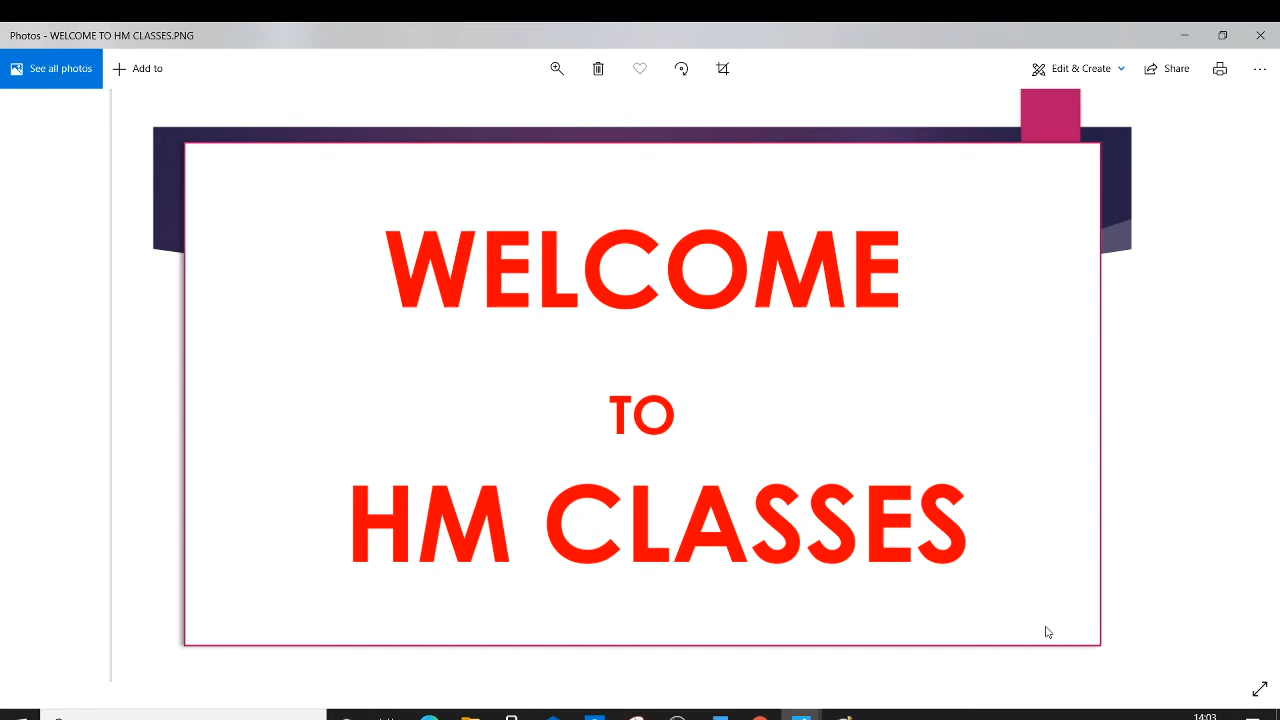 Photos - WELCOME TO HM CLASSES.PNG
See all photos
Add to
Edit & Create
Share
WELCOME
TO
HM CLASSES
14:03